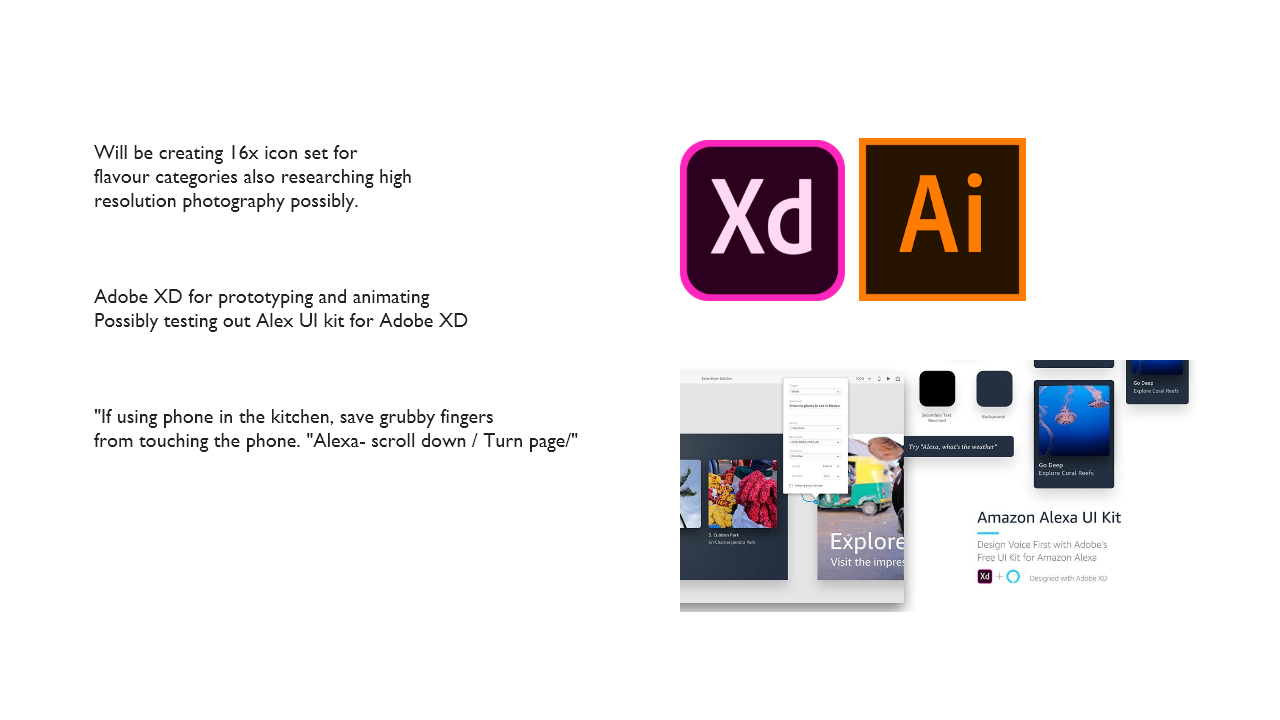 Will be creating 16x icon set for
flavour categories also researching high
resolution photography possibly.
Adobe XD for prototyping and animating
Possibly testing out Alex UI kit for Adobe XD
"If using phone in the kitchen, save grubby fingers
from touching the phone. "Alexa- scroll down / Turn page/"
Xd
Ai
Secondary Text
Background
Go Deep
Explore Coral Reefs
Try "Alexa, what's the weather"
Go Deep
Explore Coral Reefs
3. Cubbon Park
Sri Chamarajendra Park
Explore
Visit the impres
Amazon Alexa UI Kit
Design Voice First with Adobe's
Free UI Kit for Amazon Alexa
Xd + Designed with Adobe XD